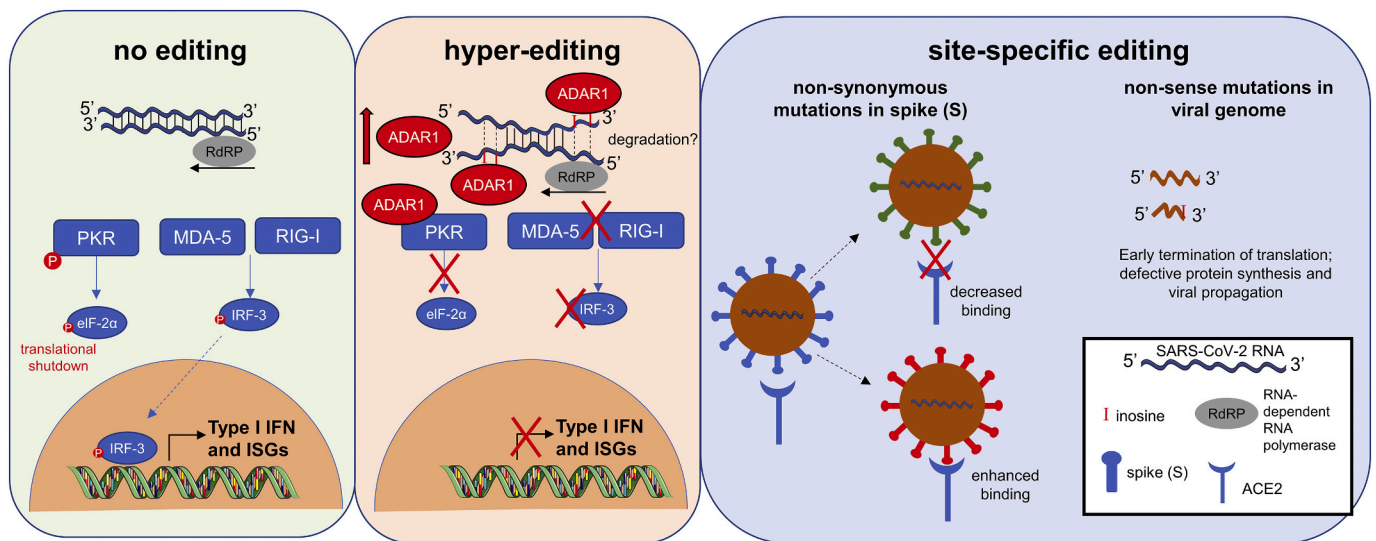 no editing
5’
3’
3’
5’
RdRP
PKR
MDA-5
RIG-I
P
eIF-2α
P
IRF-3
P
translational
shutdown
IRF-3
P
Type I IFN
and ISGs
hyper-editing
ADAR1
ADAR1
5’
3’
degradation?
3’
5’
ADAR1
RdRP
ADAR1
PKR
MDA-5
RIG-I
eIF-2α
IRF-3
Type I IFN
and ISGs
site-specific editing
non-synonymous
mutations in spike (S)
decreased
binding
enhanced
binding
non-sense mutations in
viral genome
5’
3’
5’
I
3’
Early termination of translation;
defective protein synthesis and
viral propagation
5’
SARS-CoV-2 RNA
3’
I inosine
RdRP
RNA-
dependent
RNA
polymerase
spike (S)
ACE2